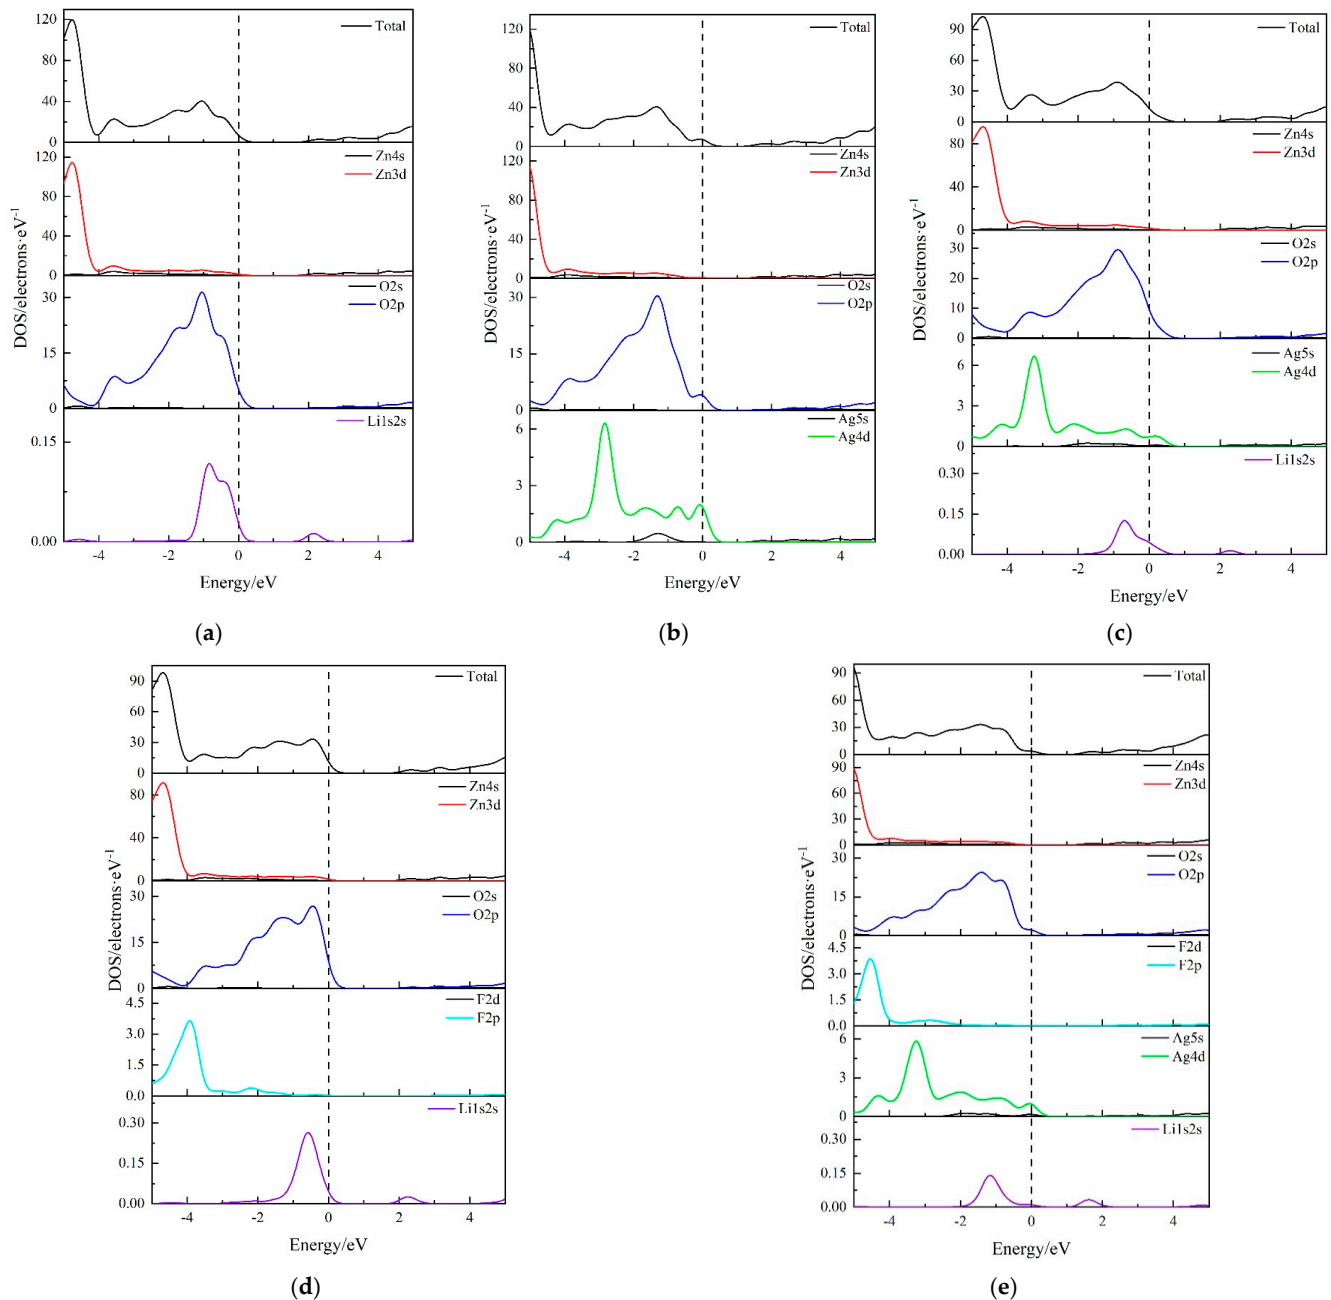 DOS/electrons·eV⁻¹
120
80
40
0
Total
120
80
40
0
Zn4s
Zn3d
30
15
0
O2s
O2p
0.15
0.00
Li1s2s
-4 -2 0 2 4
Energy/eV
(a)
DOS/electrons·eV⁻¹
120
80
40
0
Total
120
80
40
0
Zn4s
Zn3d
30
15
0
O2s
O2p
6
3
0
Ag5s
Ag4d
-4 -2 0 2 4
Energy/eV
(b)
DOS/electrons·eV⁻¹
90
60
30
0
Total
80
40
0
Zn4s
Zn3d
30
20
10
0
O2s
O2p
6
3
0
Ag5s
Ag4d
0.30
0.15
0.00
Li1s2s
-4 -2 0 2 4
Energy/eV
(c)
DOS/electrons·eV⁻¹
90
60
30
0
Total
80
40
0
Zn4s
Zn3d
30
15
0
O2s
O2p
4.5
3.0
1.5
0.0
F2d
F2p
0.30
0.15
0.00
Li1s2s
-4 -2 0 2 4
Energy/eV
(d)
DOS/electrons·eV⁻¹
90
60
30
0
Total
90
60
30
0
Zn4s
Zn3d
30
15
0
O2s
O2p
4.5
3.0
1.5
0.0
F2d
F2p
6
3
0
Ag5s
Ag4d
0.30
0.15
0.00
Li1s2s
-4 -2 0 2 4
Energy/eV
(e)